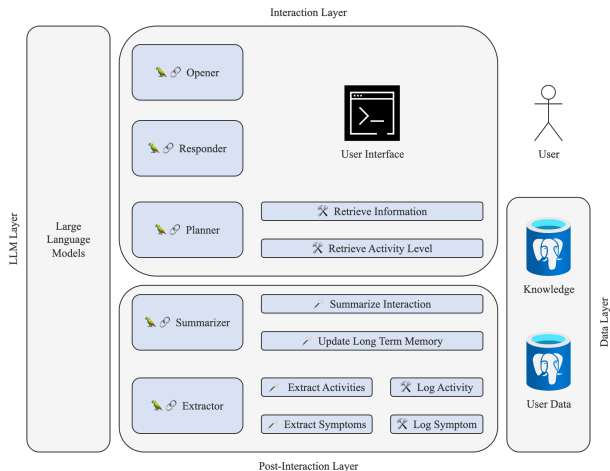 Interaction Layer
LLM Layer
Large
Language
Models
Opener
Responder
User Interface
User
Planner
Retrieve Information
Retrieve Activity Level
Knowledge
Data Layer
Summarizer
Summarize Interaction
Update Long Term Memory
User Data
Extractor
Extract Activities
Log Activity
Extract Symptoms
Log Symptom
Post-Interaction Layer